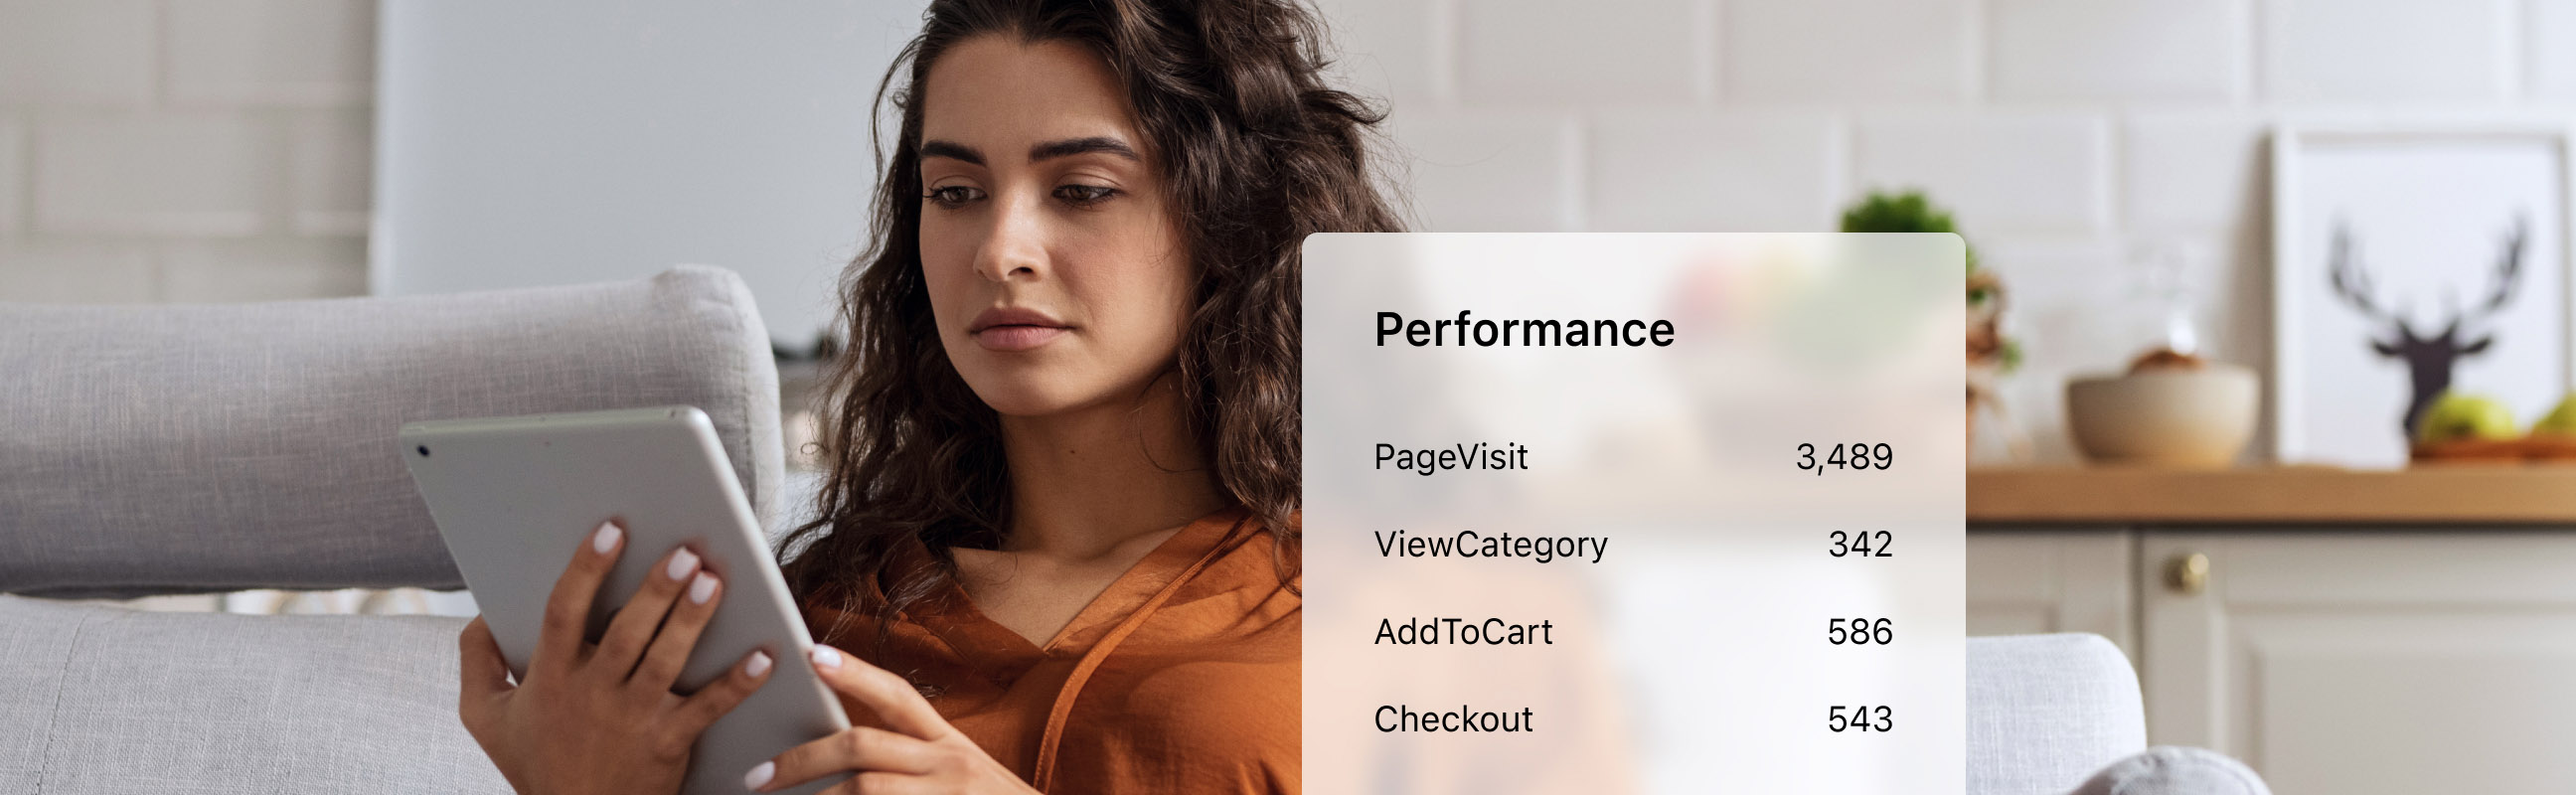 Performance
PageVisit 3,489
ViewCategory 342
AddToCart 586
Checkout 543